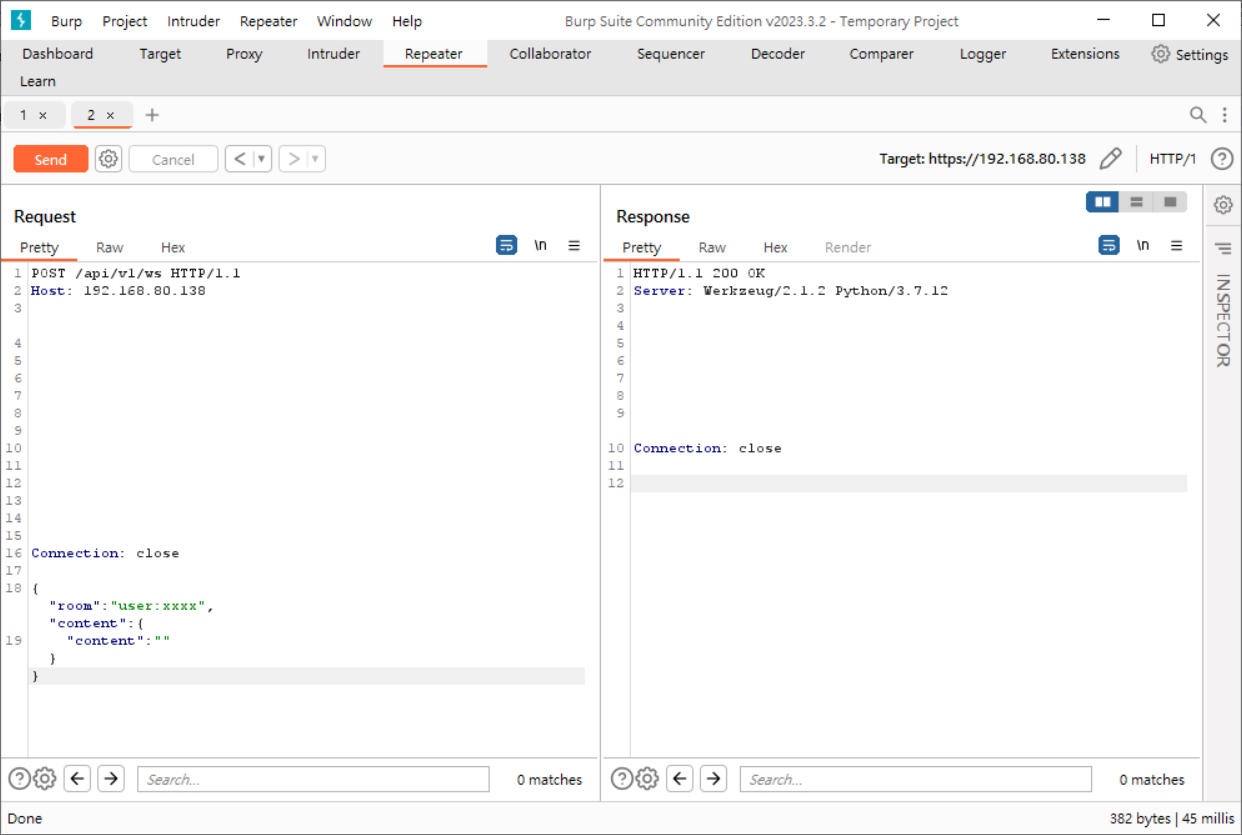 Burp Project Intruder Repeater Window Help Burp Suite Community Edition v2023.3.2 - Temporary Project
Dashboard Target Proxy Intruder Repeater Collaborator Sequencer Decoder Comparer Logger Extensions Settings
Learn
1 × 2 × +
Send Cancel < > Target: https://192.168.80.138 HTTP/1 ?
Request
Pretty Raw Hex \n
1 POST /api/v1/ws HTTP/1.1
2 Host: 192.168.80.138
3
4
5
6
7
8
9
10
11
12
13
14
15
16 Connection: close
17
18 {
"room":"user:xxxx",
"content":{
19 "content":""
}
}
? Search... 0 matches
Response
Pretty Raw Hex Render \n
1 HTTP/1.1 200 OK
2 Server: Werkzeug/2.1.2 Python/3.7.12
3
4
5
6
7
8
9
10 Connection: close
11
12
? Search... 0 matches
INSPECTOR
Done 382 bytes | 45 millis